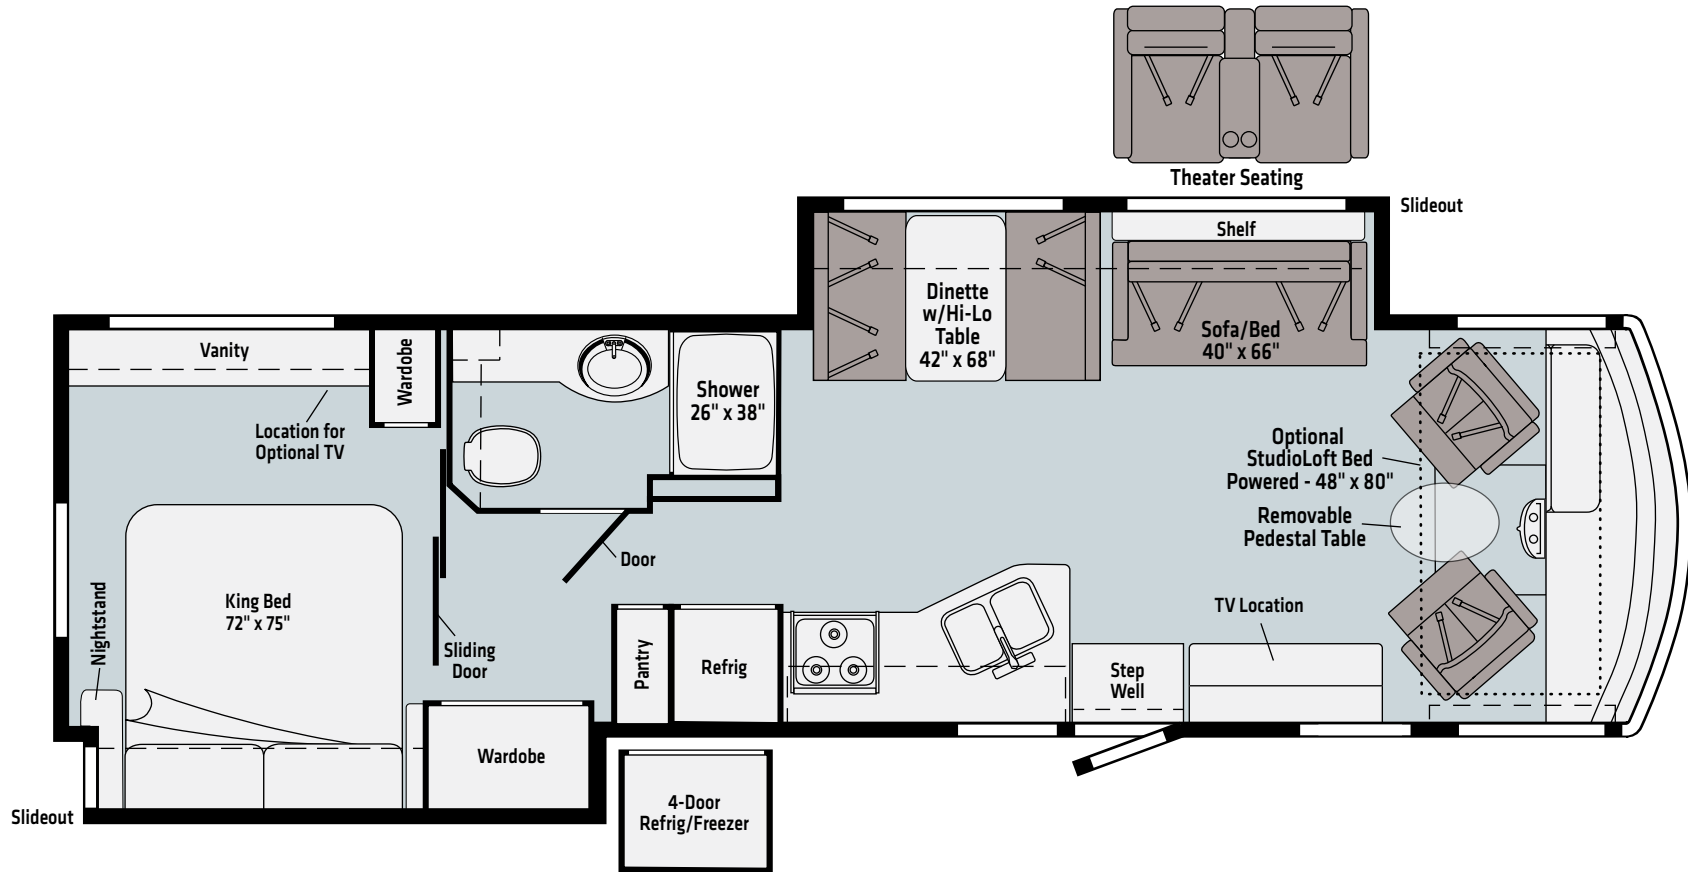 Theater Seating
Slideout
Shelf
Dinette
w/Hi-Lo
Table
42" x 68"
Sofa/Bed
40" x 66"
Vanity
Wardobe
Shower
26" x 38"
Location for
Optional TV
Optional
StudioLoft Bed
Powered - 48" x 80"
Removable
Pedestal Table
Door
King Bed
72" x 75"
Nightstand
Sliding
Door
TV Location
Pantry
Refrig
Step
Well
Wardobe
4-Door
Refrig/Freezer
Slideout